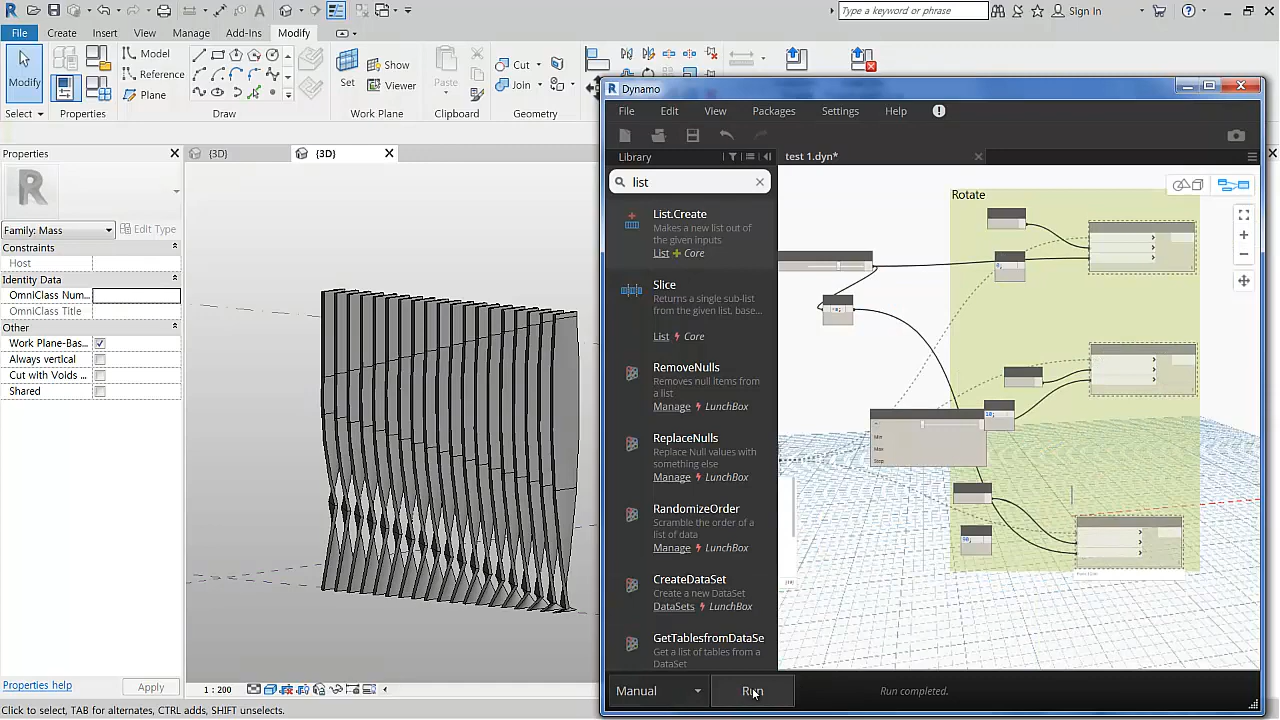 Type a keyword or phrase
Sign In
File
Create
Insert
View
Manage
Add-Ins
Modify
Modify
Select
Properties
Model
Reference
Plane
Draw
Set
Show
Viewer
Work Plane
Paste
Clipboard
Cut
Join
Geometry
Properties
Family: Mass
Edit Type
Constraints
Host
Identity Data
OmniClass Num...
OmniClass Title
Other
Work Plane-Bas...
Always vertical
Cut with Voids ...
Shared
Properties help
Apply
{3D}
{3D}
1 : 200
Click to select, TAB for alternates, CTRL adds, SHIFT unselects.
Dynamo
File
Edit
View
Packages
Settings
Help
Library
list
List.Create
Makes a new list out of
the given inputs
List + Core
Slice
Returns a single sub-list
from the given list, base...
List Core
RemoveNulls
Removes null items from
a list
Manage LunchBox
ReplaceNulls
Replace Null values with
something else
Manage LunchBox
RandomizeOrder
Scramble the order of a
list of data
Manage LunchBox
CreateDataSet
Create a new DataSet
DataSets LunchBox
GetTablesfromDataSe
Get a list of tables from a
DataSet
test 1.dyn*
Rotate
0;
-a;
10;
Min
Max
Step
90;
Manual
Run
Run completed.